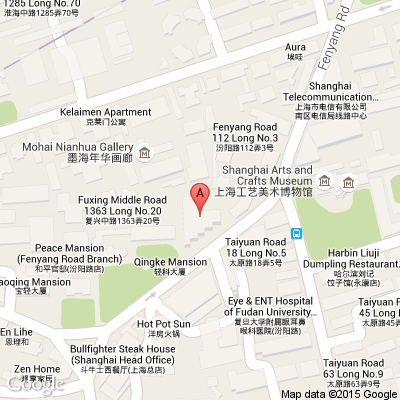 1285 Long No.70
淮海中路1285弄70号
Aura
埃哇
Fenyang Rd
Shanghai
Telecommunication...
上海市电信有限公司
南区电信局线路中心
Kelaimen Apartment
克莱门公寓
Fenyang Road
112 Long No.3
汾阳路112弄3号
Mohai Nianhua Gallery
墨海年华画廊
Shanghai Arts and
Crafts Museum
上海工艺美术博物馆
A
Fuxing Middle Road
1363 Long No.20
复兴中路1363弄20号
Taiyuan Road
18 Long No.5
太原路18弄5号
Peace Mansion
(Fenyang Road Branch)
和平官邸(汾阳路店)
Qingke Mansion
轻科大厦
Harbin Liuji
Dumpling Restaurant...
哈尔滨刘记
饺子馆(永康店)
aoqing Mansion
宝轻大厦
Eye & ENT Hospital
of Fudan University...
复旦大学附属眼耳鼻
喉科医院(汾阳路)
Taiyuan Road
45 Long No.
太原路45弄
En Lihe
恩理和
Hot Pot Sun
洋房火锅
Bullfighter Steak House
(Shanghai Head Office)
斗牛士西餐厅(上海总店)
Zen Home
Taiyuan Road
63 Long No.9
太原路63弄9号
Google
Map data ©2015 Google